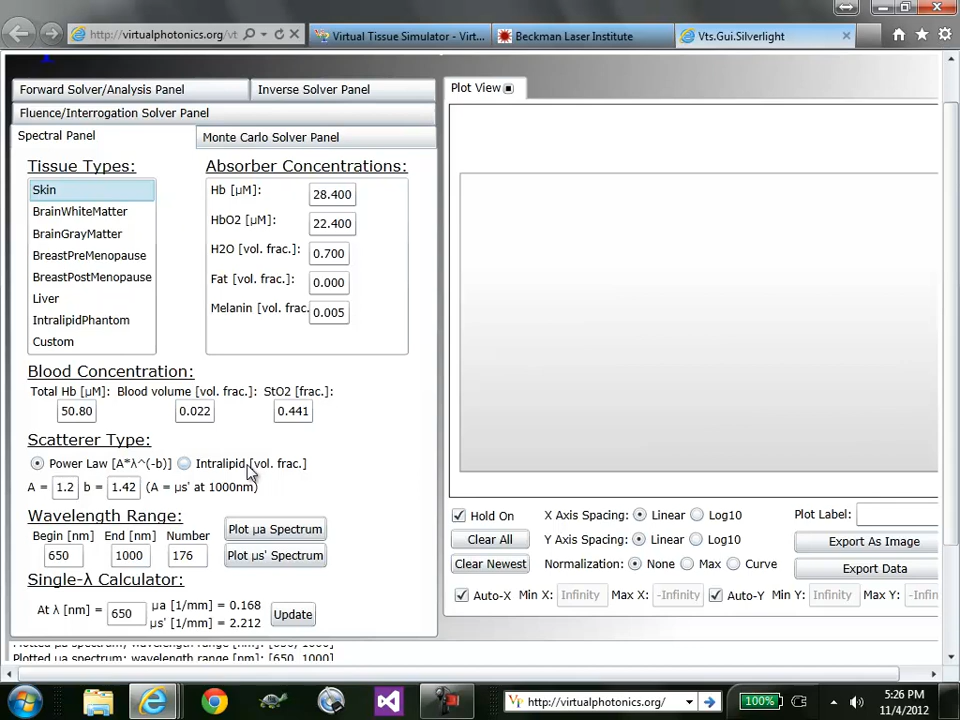 http://virtualphotonics.org/vt
Virtual Tissue Simulator - Virt...
Beckman Laser Institute
Vts.Gui.Silverlight
Forward Solver/Analysis Panel
Inverse Solver Panel
Fluence/Interrogation Solver Panel
Spectral Panel
Monte Carlo Solver Panel
Tissue Types:
Skin
BrainWhiteMatter
BrainGrayMatter
BreastPreMenopause
BreastPostMenopause
Liver
IntralipidPhantom
Custom
Absorber Concentrations:
Hb [µM]: 28.400
HbO2 [µM]: 22.400
H2O [vol. frac.]: 0.700
Fat [vol. frac.]: 0.000
Melanin [vol. frac. 0.005
Blood Concentration:
Total Hb [µM]: Blood volume [vol. frac.]: StO2 [frac.]:
50.80 0.022 0.441
Scatterer Type:
Power Law [A*λ^(-b)] Intralipid [vol. frac.]
A = 1.2 b = 1.42 (A = µs' at 1000nm)
Wavelength Range:
Begin [nm] End [nm] Number
650 1000 176
Plot µa Spectrum
Plot µs' Spectrum
Single-λ Calculator:
At λ [nm] = 650
µa [1/mm] = 0.168
µs' [1/mm] = 2.212
Update
Plotted µs' spectrum; wavelength range [nm]: [650, 1000]
Plotted µa spectrum; wavelength range [nm]: [650, 1000]
Plot View
Hold On X Axis Spacing: Linear Log10 Plot Label:
Clear All Y Axis Spacing: Linear Log10 Export As Image
Clear Newest Normalization: None Max Curve Export Data
Auto-X Min X: Infinity Max X: -Infinity Auto-Y Min Y: Infinity Max Y: -Infin
http://virtualphotonics.org/
100%
5:26 PM
11/4/2012